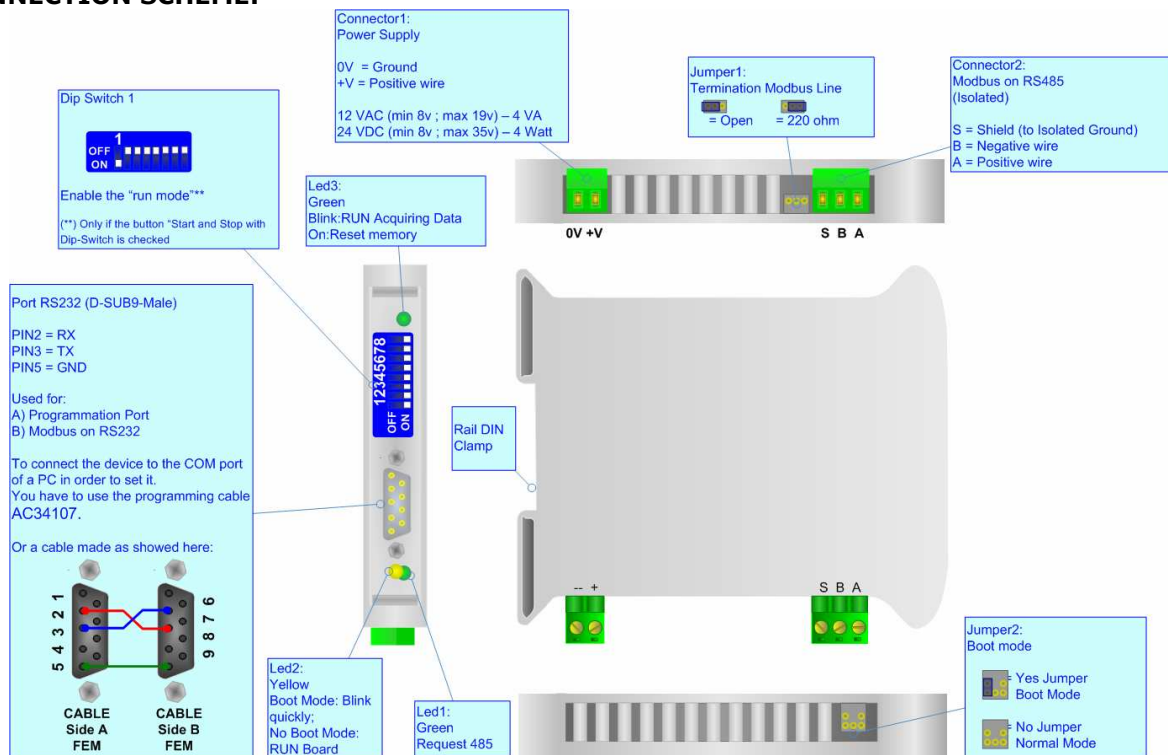 NNECTION SCHEME:
Connector1:
Power Supply
0V = Ground
+V = Positive wire
12 VAC (min 8v ; max 19v) – 4 VA
24 VDC (min 8v ; max 35v) – 4 Watt
Jumper1:
Termination Modbus Line
= Open = 220 ohm
Connector2:
Modbus on RS485
(Isolated)
S = Shield (to Isolated Ground)
B = Negative wire
A = Positive wire
Dip Switch 1
1
OFF
ON
Enable the “run mode”**
(**) Only if the button “Start and Stop with
Dip-Switch is checked
Led3:
Green
Blink:RUN Acquiring Data
On:Reset memory
0V +V
S B A
Port RS232 (D-SUB9-Male)
PIN2 = RX
PIN3 = TX
PIN5 = GND
Used for:
A) Programmation Port
B) Modbus on RS232
To connect the device to the COM port
of a PC in order to set it.
You have to use the programming cable
AC34107.
Or a cable made as showed here:
5 4 3 2 1
9 8 7 6
CABLE
Side A
FEM
CABLE
Side B
FEM
12345678
OFF
ON
Rail DIN
Clamp
-- +
S B A
Led2:
Yellow
Boot Mode: Blink
quickly;
No Boot Mode:
RUN Board
Led1:
Green
Request 485
Jumper2:
Boot mode
= Yes Jumper
Boot Mode
= No Jumper
Normal Mode